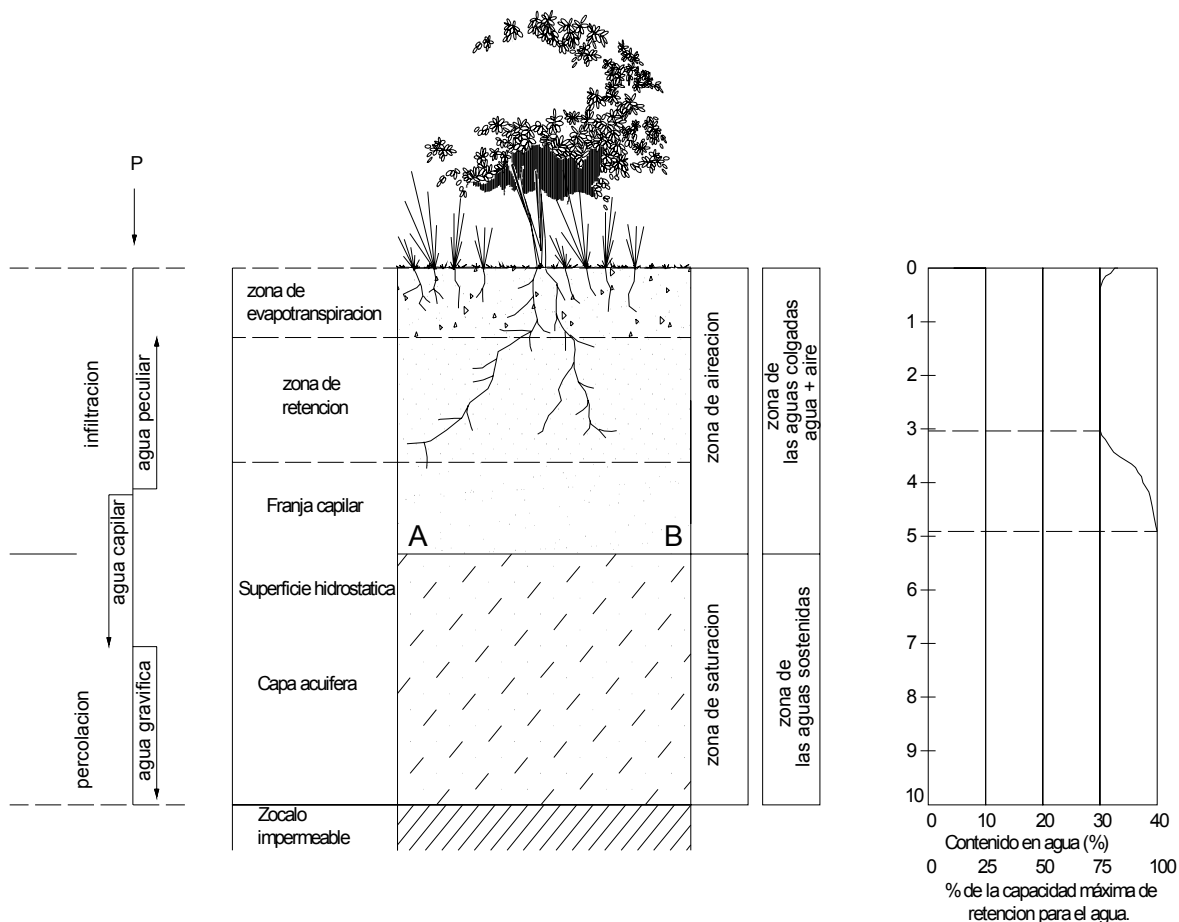 P
infiltracion
agua peculiar
agua capilar
percolacion
agua gravifica
zona de
evapotranspiracion
zona de
retencion
Franja capilar
Superficie hidrostatica
Capa acuifera
Zocalo
impermeable
A
B
zona de aireacion
zona de saturacion
zona de
las aguas colgadas
agua + aire
zona de
las aguas sostenidas
0
1
2
3
4
5
6
7
8
9
10
0 10 20 30 40
Contenido en agua (%)
0 25 50 75 100
% de la capacidad máxima de
retencion para el agua.